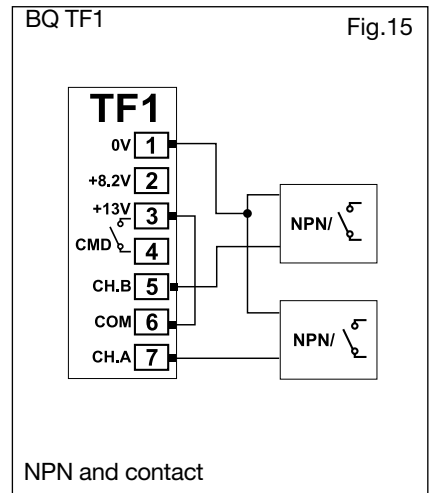 BQ TF1
Fig.15
TF1
0V 1
+8.2V 2
+13V 3
CMD 4
CH.B 5
COM 6
CH.A 7
NPN/
NPN/
NPN and contact